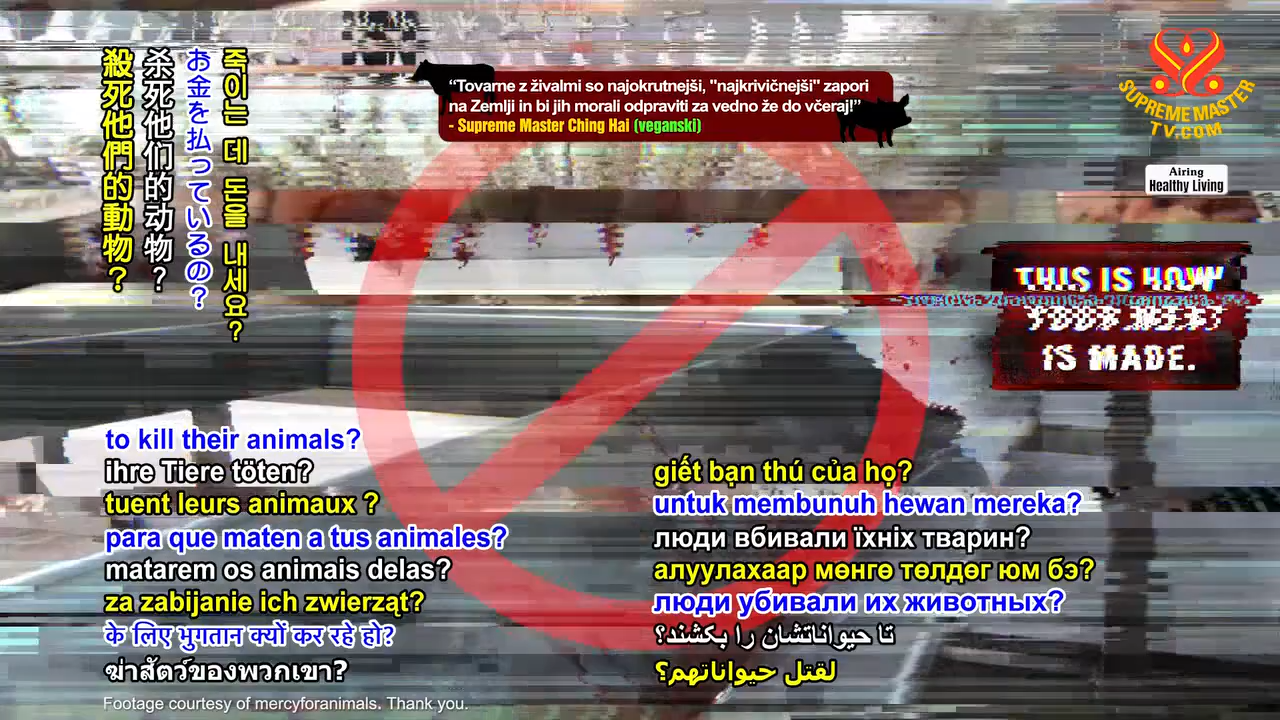 “Tovarne z živalmi so najokrutnejši, "najkrivičnejši" zapori
na Zemlji in bi jih morali odpraviti za vedno že do včeraj!”
- Supreme Master Ching Hai (veganski)
SUPREME MASTER
TV.COM
Airing
Healthy Living
THIS IS HOW
YOUR MEAT
IS MADE.
죽이는 데 돈을 내세요?
お金を払っているの?
杀死他们的动物?
殺死他們的動物?
to kill their animals?
ihre Tiere töten?
tuent leurs animaux ?
para que maten a tus animales?
matarem os animais delas?
za zabijanie ich zwierząt?
के लिए भुगतान क्यों कर रहे हो?
ฆ่าสัตว์ของพวกเขา?
giết bạn thú của họ?
untuk membunuh hewan mereka?
люди вбивали їхніх тварин?
алуулахаар мөнгө төлдөг юм бэ?
люди убивали их животных?
تا حیواناتشان را بکشند؟
لقتل حيواناتهم؟
Footage courtesy of mercyforanimals. Thank you.